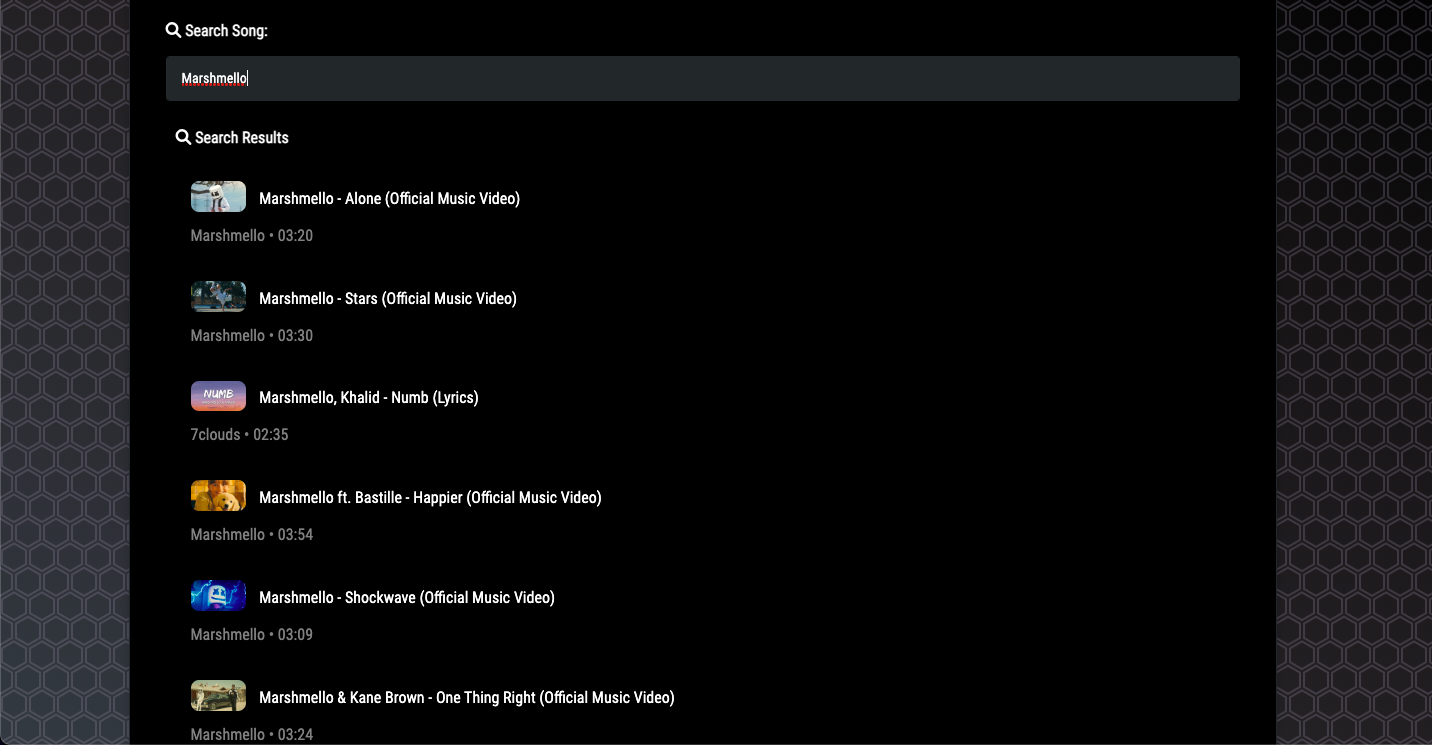 Search Song:
Marshmello
Search Results
Marshmello - Alone (Official Music Video)
Marshmello • 03:20
Marshmello - Stars (Official Music Video)
Marshmello • 03:30
NUMB
Marshmello, Khalid - Numb (Lyrics)
7clouds • 02:35
Marshmello ft. Bastille - Happier (Official Music Video)
Marshmello • 03:54
Marshmello - Shockwave (Official Music Video)
Marshmello • 03:09
Marshmello & Kane Brown - One Thing Right (Official Music Video)
Marshmello • 03:24